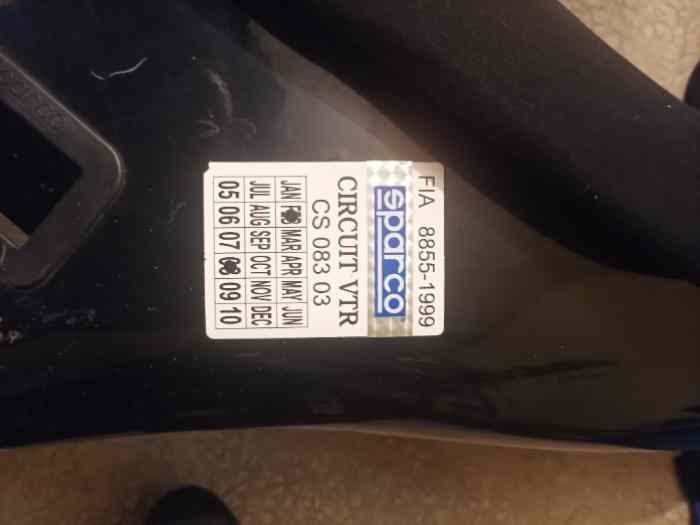 FIA 8855-1999
sparco
CIRCUIT VTR
CS 083 03
JAN MAR APR MAY JUN
JUL AUG SEP OCT NOV DEC
05 06 07 09 10